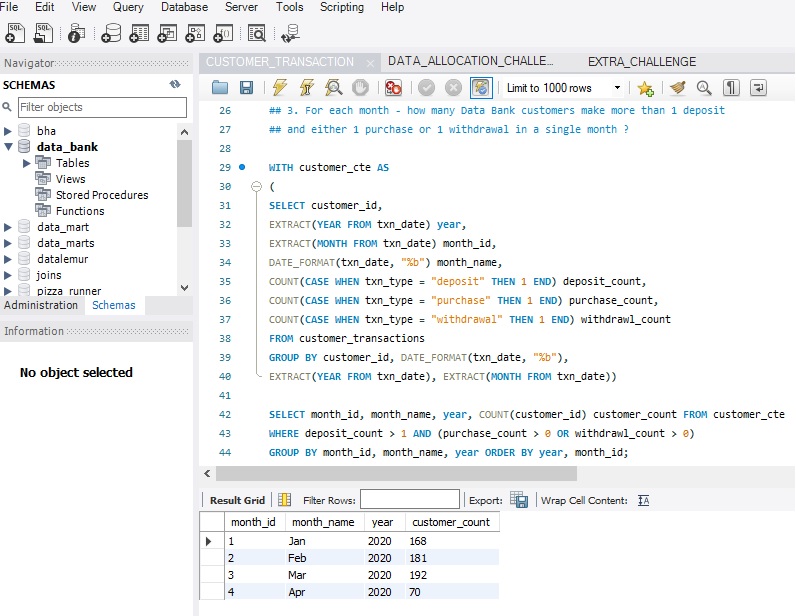 File Edit View Query Database Server Tools Scripting Help
Navigator
SCHEMAS
Filter objects
bha
data_bank
Tables
Views
Stored Procedures
Functions
data_mart
data_marts
datalemur
joins
pizza_runner
Administration Schemas
Information
No object selected
CUSTOMER_TRANSACTION DATA_ALLOCATION_CHALLE... EXTRA_CHALLENGE
Limit to 1000 rows
26 ## 3. For each month - how many Data Bank customers make more than 1 deposit
27 ## and either 1 purchase or 1 withdrawal in a single month ?
28
29 WITH customer_cte AS
30 (
31 SELECT customer_id,
32 EXTRACT(YEAR FROM txn_date) year,
33 EXTRACT(MONTH FROM txn_date) month_id,
34 DATE_FORMAT(txn_date, "%b") month_name,
35 COUNT(CASE WHEN txn_type = "deposit" THEN 1 END) deposit_count,
36 COUNT(CASE WHEN txn_type = "purchase" THEN 1 END) purchase_count,
37 COUNT(CASE WHEN txn_type = "withdrawal" THEN 1 END) withdrawl_count
38 FROM customer_transactions
39 GROUP BY customer_id, DATE_FORMAT(txn_date, "%b"),
40 EXTRACT(YEAR FROM txn_date), EXTRACT(MONTH FROM txn_date))
41
42 SELECT month_id, month_name, year, COUNT(customer_id) customer_count FROM customer_cte
43 WHERE deposit_count > 1 AND (purchase_count > 0 OR withdrawl_count > 0)
44 GROUP BY month_id, month_name, year ORDER BY year, month_id;
Result Grid Filter Rows: Export: Wrap Cell Content:
month_id month_name year customer_count
1 Jan 2020 168
2 Feb 2020 181
3 Mar 2020 192
4 Apr 2020 70